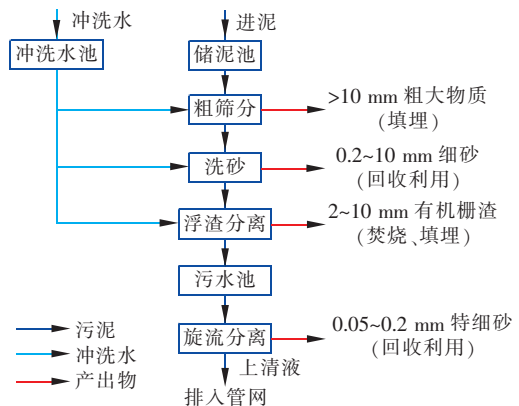 冲洗水
进泥
冲洗水池
储泥池
粗筛分
>10 mm 粗大物质
(填埋)
洗砂
0.2~10 mm 细砂
(回收利用)
浮渣分离
2~10 mm 有机栅渣
(焚烧、填埋)
污水池
旋流分离
0.05~0.2 mm 特细砂
(回收利用)
污泥
冲洗水
产出物
上清液
排入管网